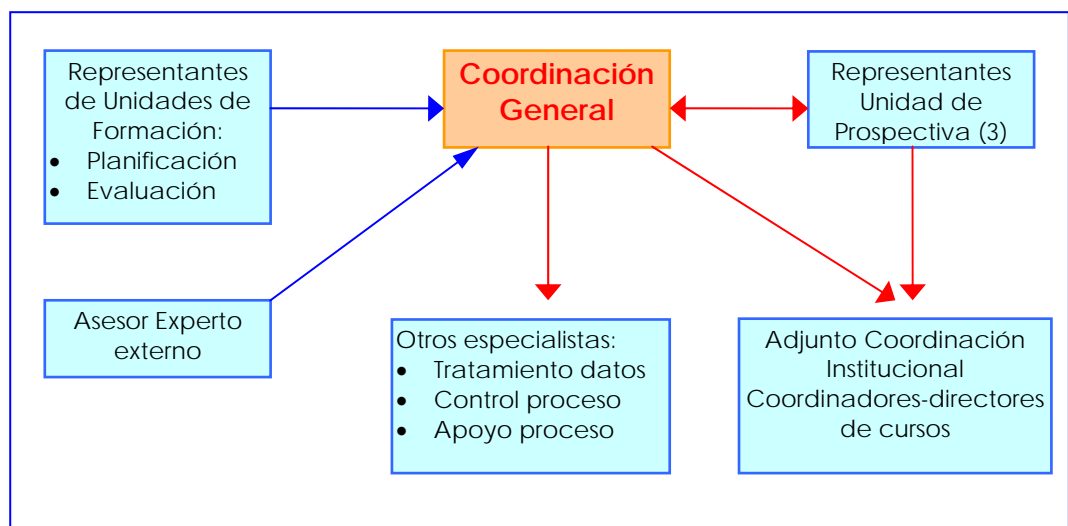 Representantes
de Unidades de
Formación:
• Planificación
• Evaluación
Coordinación
General
Representantes
Unidad de
Prospectiva (3)
Asesor Experto
externo
Otros especialistas:
• Tratamiento datos
• Control proceso
• Apoyo proceso
Adjunto Coordinación
Institucional
Coordinadores-directores
de cursos